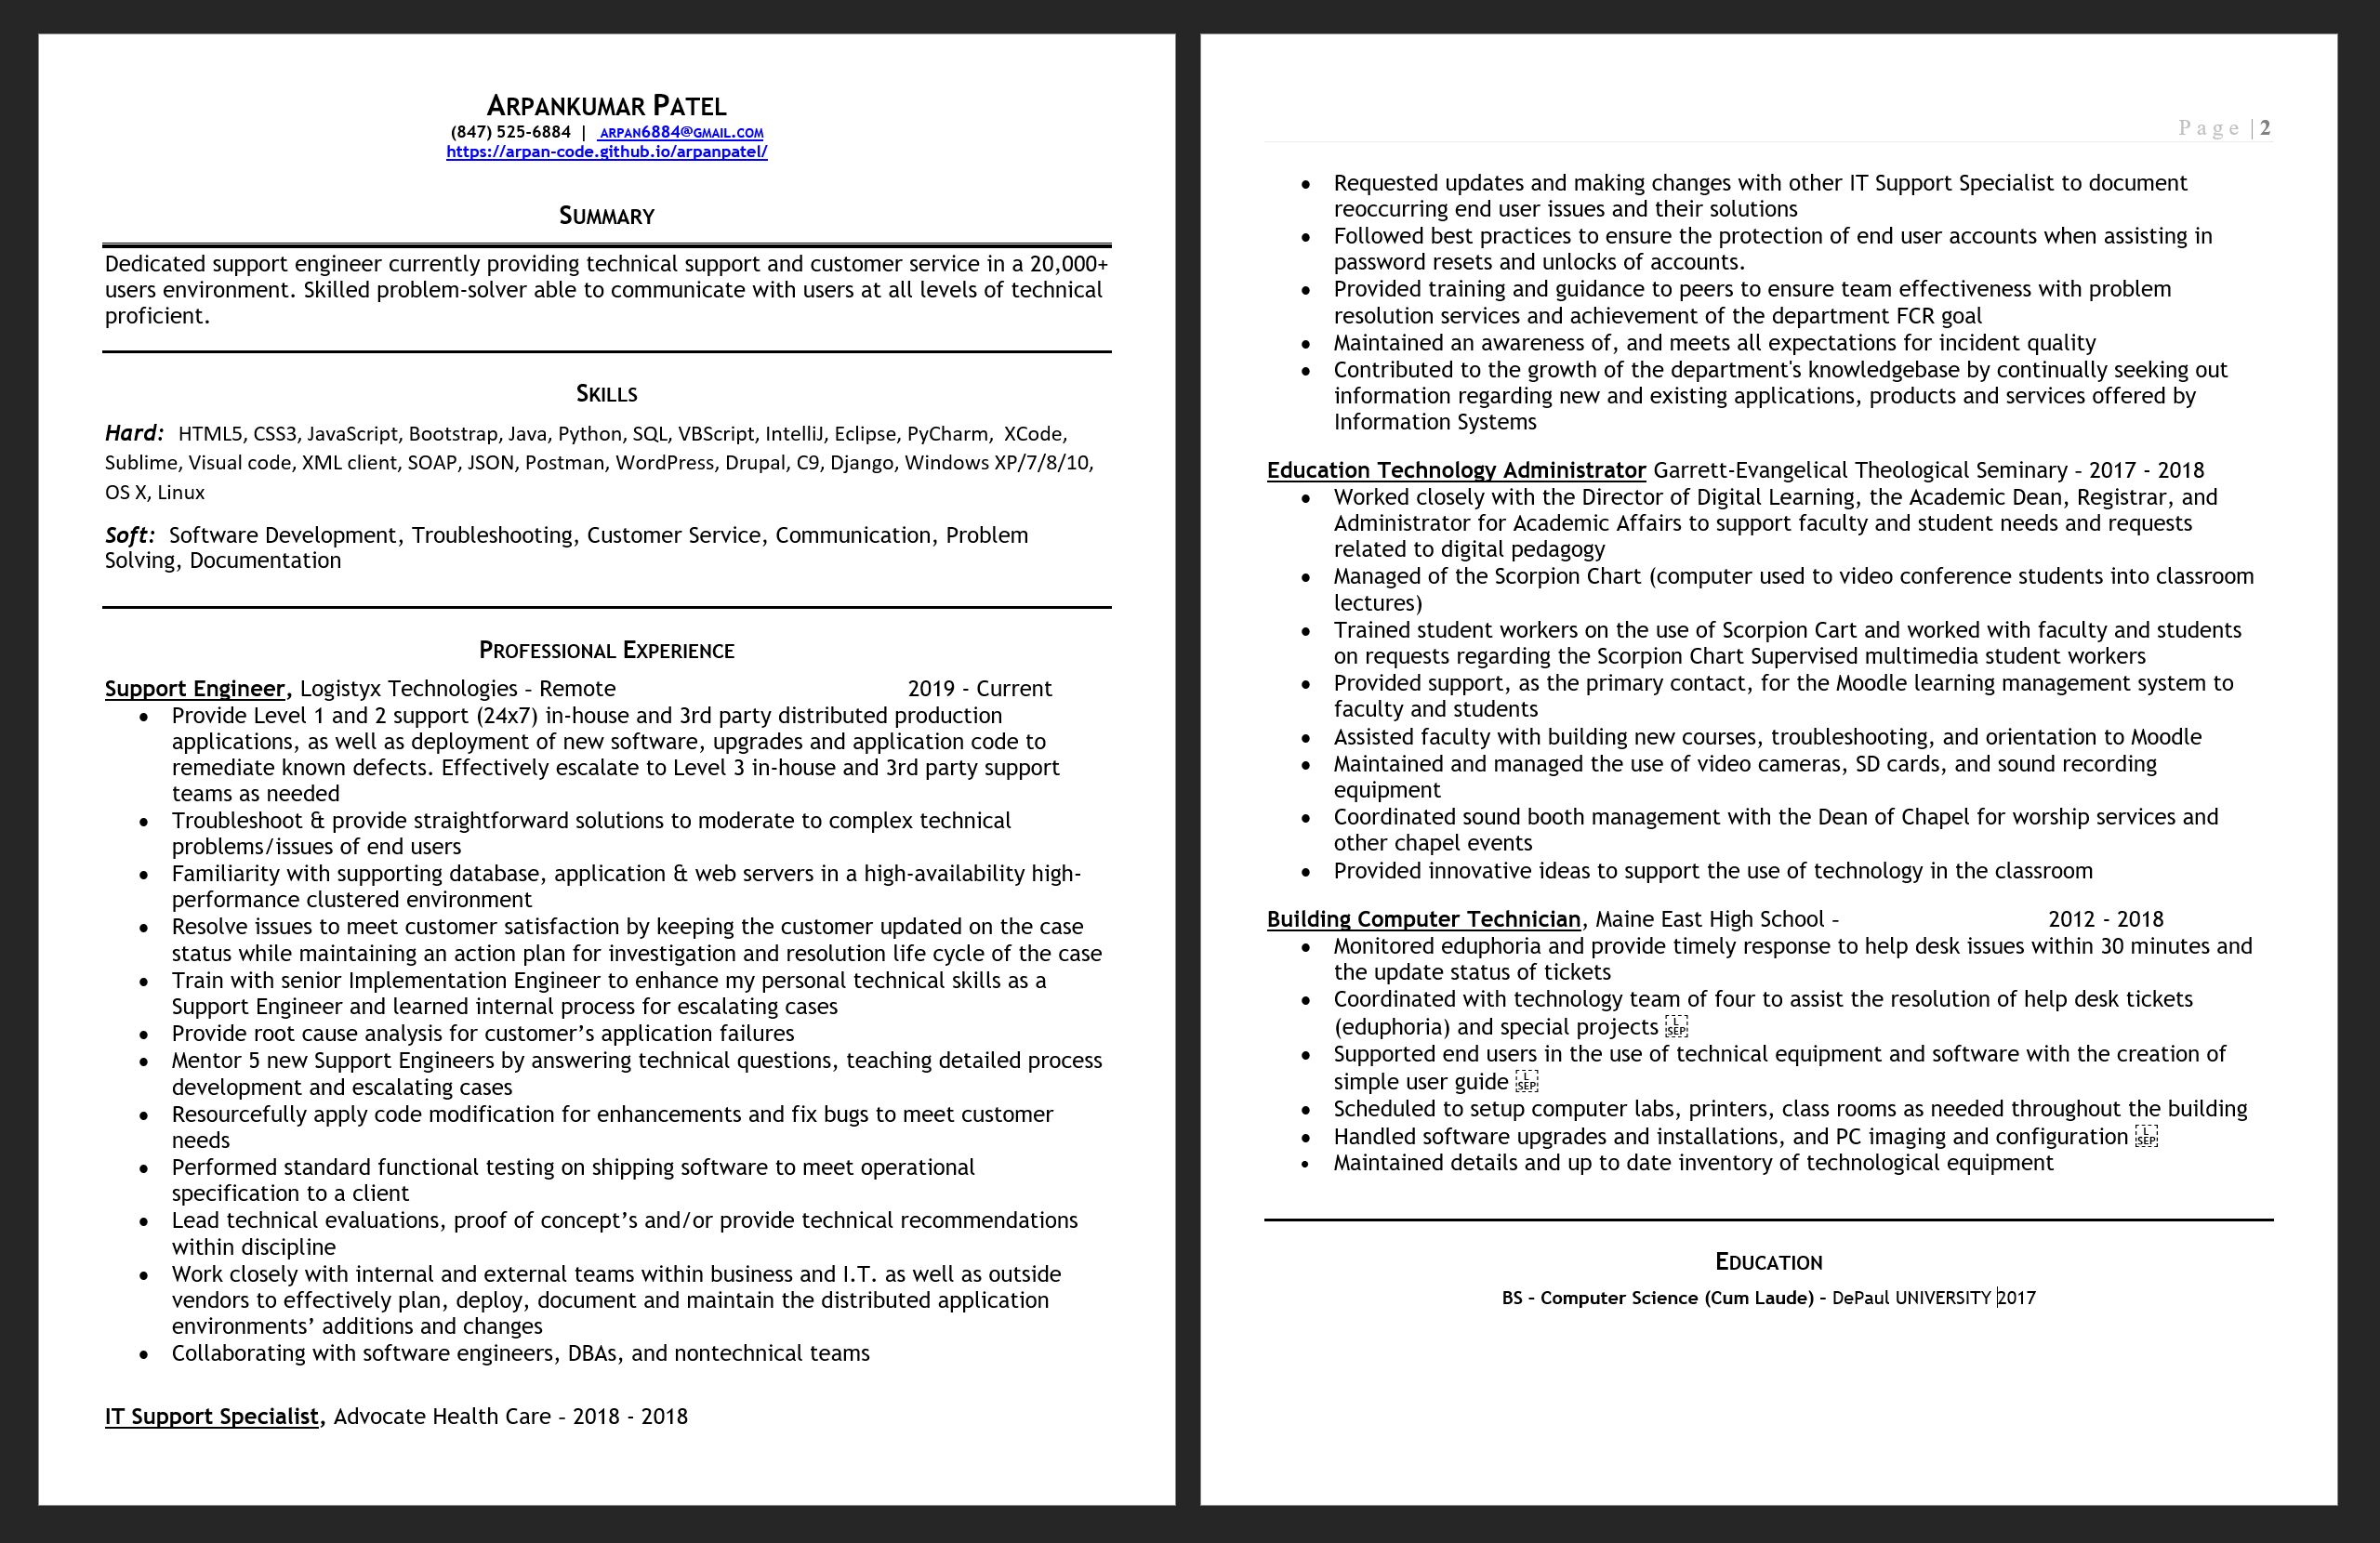 Arpankumar Patel
(847) 525-6884 | arpan6884@gmail.com
https://arpan-code.github.io/arpanpatel/
Summary
Dedicated support engineer currently providing technical support and customer service in a 20,000+
users environment. Skilled problem-solver able to communicate with users at all levels of technical
proficient.
Skills
Hard: HTML5, CSS3, JavaScript, Bootstrap, Java, Python, SQL, VBScript, IntelliJ, Eclipse, PyCharm, XCode,
Sublime, Visual code, XML client, SOAP, JSON, Postman, WordPress, Drupal, C9, Django, Windows XP/7/8/10,
OS X, Linux
Soft: Software Development, Troubleshooting, Customer Service, Communication, Problem
Solving, Documentation
Professional Experience
Support Engineer, Logistyx Technologies – Remote 2019 - Current
• Provide Level 1 and 2 support (24x7) in-house and 3rd party distributed production
applications, as well as deployment of new software, upgrades and application code to
remediate known defects. Effectively escalate to Level 3 in-house and 3rd party support
teams as needed
• Troubleshoot & provide straightforward solutions to moderate to complex technical
problems/issues of end users
• Familiarity with supporting database, application & web servers in a high-availability high-
performance clustered environment
• Resolve issues to meet customer satisfaction by keeping the customer updated on the case
status while maintaining an action plan for investigation and resolution life cycle of the case
• Train with senior Implementation Engineer to enhance my personal technical skills as a
Support Engineer and learned internal process for escalating cases
• Provide root cause analysis for customer’s application failures
• Mentor 5 new Support Engineers by answering technical questions, teaching detailed process
development and escalating cases
• Resourcefully apply code modification for enhancements and fix bugs to meet customer
needs
• Performed standard functional testing on shipping software to meet operational
specification to a client
• Lead technical evaluations, proof of concept’s and/or provide technical recommendations
within discipline
• Work closely with internal and external teams within business and I.T. as well as outside
vendors to effectively plan, deploy, document and maintain the distributed application
environments’ additions and changes
• Collaborating with software engineers, DBAs, and nontechnical teams
IT Support Specialist, Advocate Health Care – 2018 - 2018
Page | 2
• Requested updates and making changes with other IT Support Specialist to document
reoccurring end user issues and their solutions
• Followed best practices to ensure the protection of end user accounts when assisting in
password resets and unlocks of accounts.
• Provided training and guidance to peers to ensure team effectiveness with problem
resolution services and achievement of the department FCR goal
• Maintained an awareness of, and meets all expectations for incident quality
• Contributed to the growth of the department's knowledgebase by continually seeking out
information regarding new and existing applications, products and services offered by
Information Systems
Education Technology Administrator Garrett-Evangelical Theological Seminary – 2017 - 2018
• Worked closely with the Director of Digital Learning, the Academic Dean, Registrar, and
Administrator for Academic Affairs to support faculty and student needs and requests
related to digital pedagogy
• Managed of the Scorpion Chart (computer used to video conference students into classroom
lectures)
• Trained student workers on the use of Scorpion Cart and worked with faculty and students
on requests regarding the Scorpion Chart Supervised multimedia student workers
• Provided support, as the primary contact, for the Moodle learning management system to
faculty and students
• Assisted faculty with building new courses, troubleshooting, and orientation to Moodle
• Maintained and managed the use of video cameras, SD cards, and sound recording
equipment
• Coordinated sound booth management with the Dean of Chapel for worship services and
other chapel events
• Provided innovative ideas to support the use of technology in the classroom
Building Computer Technician, Maine East High School – 2012 - 2018
• Monitored eduphoria and provide timely response to help desk issues within 30 minutes and
the update status of tickets
• Coordinated with technology team of four to assist the resolution of help desk tickets
(eduphoria) and special projects L SEP
• Supported end users in the use of technical equipment and software with the creation of
simple user guide L SEP
• Scheduled to setup computer labs, printers, class rooms as needed throughout the building
• Handled software upgrades and installations, and PC imaging and configuration L SEP
• Maintained details and up to date inventory of technological equipment
Education
BS – Computer Science (Cum Laude) – DePaul UNIVERSITY 2017